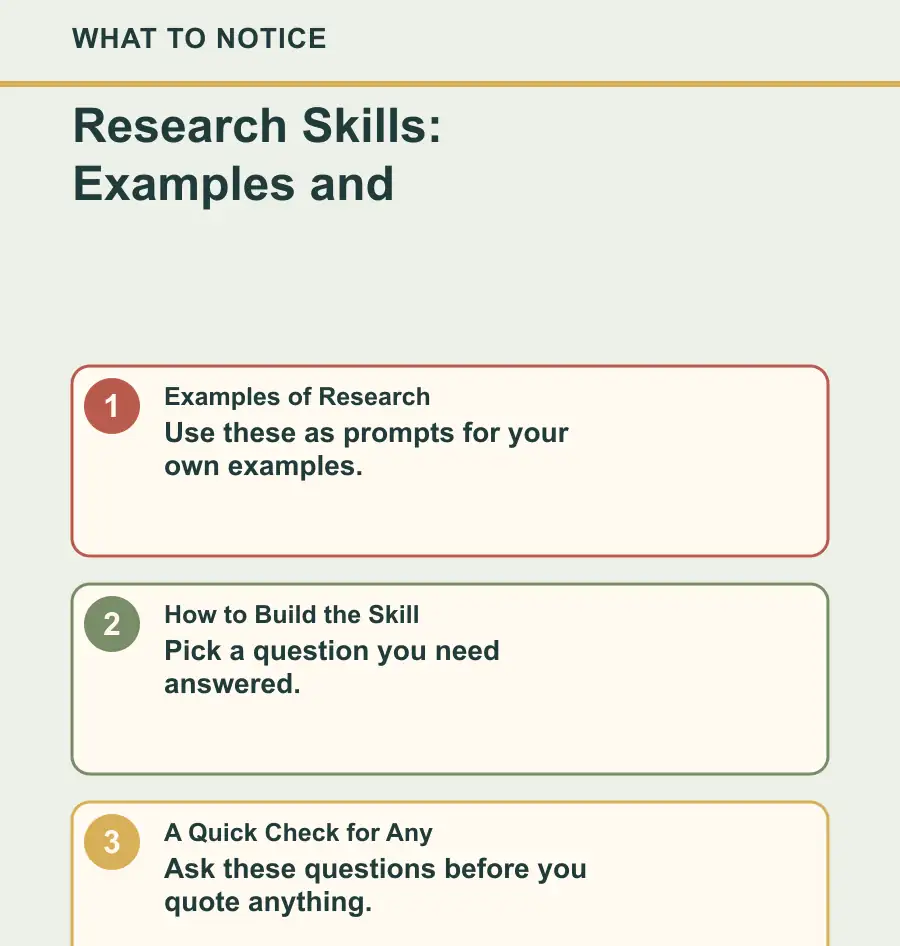 WHAT TO NOTICE
Research Skills:
Examples and
1
Examples of Research
Use these as prompts for your
own examples.
2
How to Build the Skill
Pick a question you need
answered.
3
A Quick Check for Any
Ask these questions before you
quote anything.